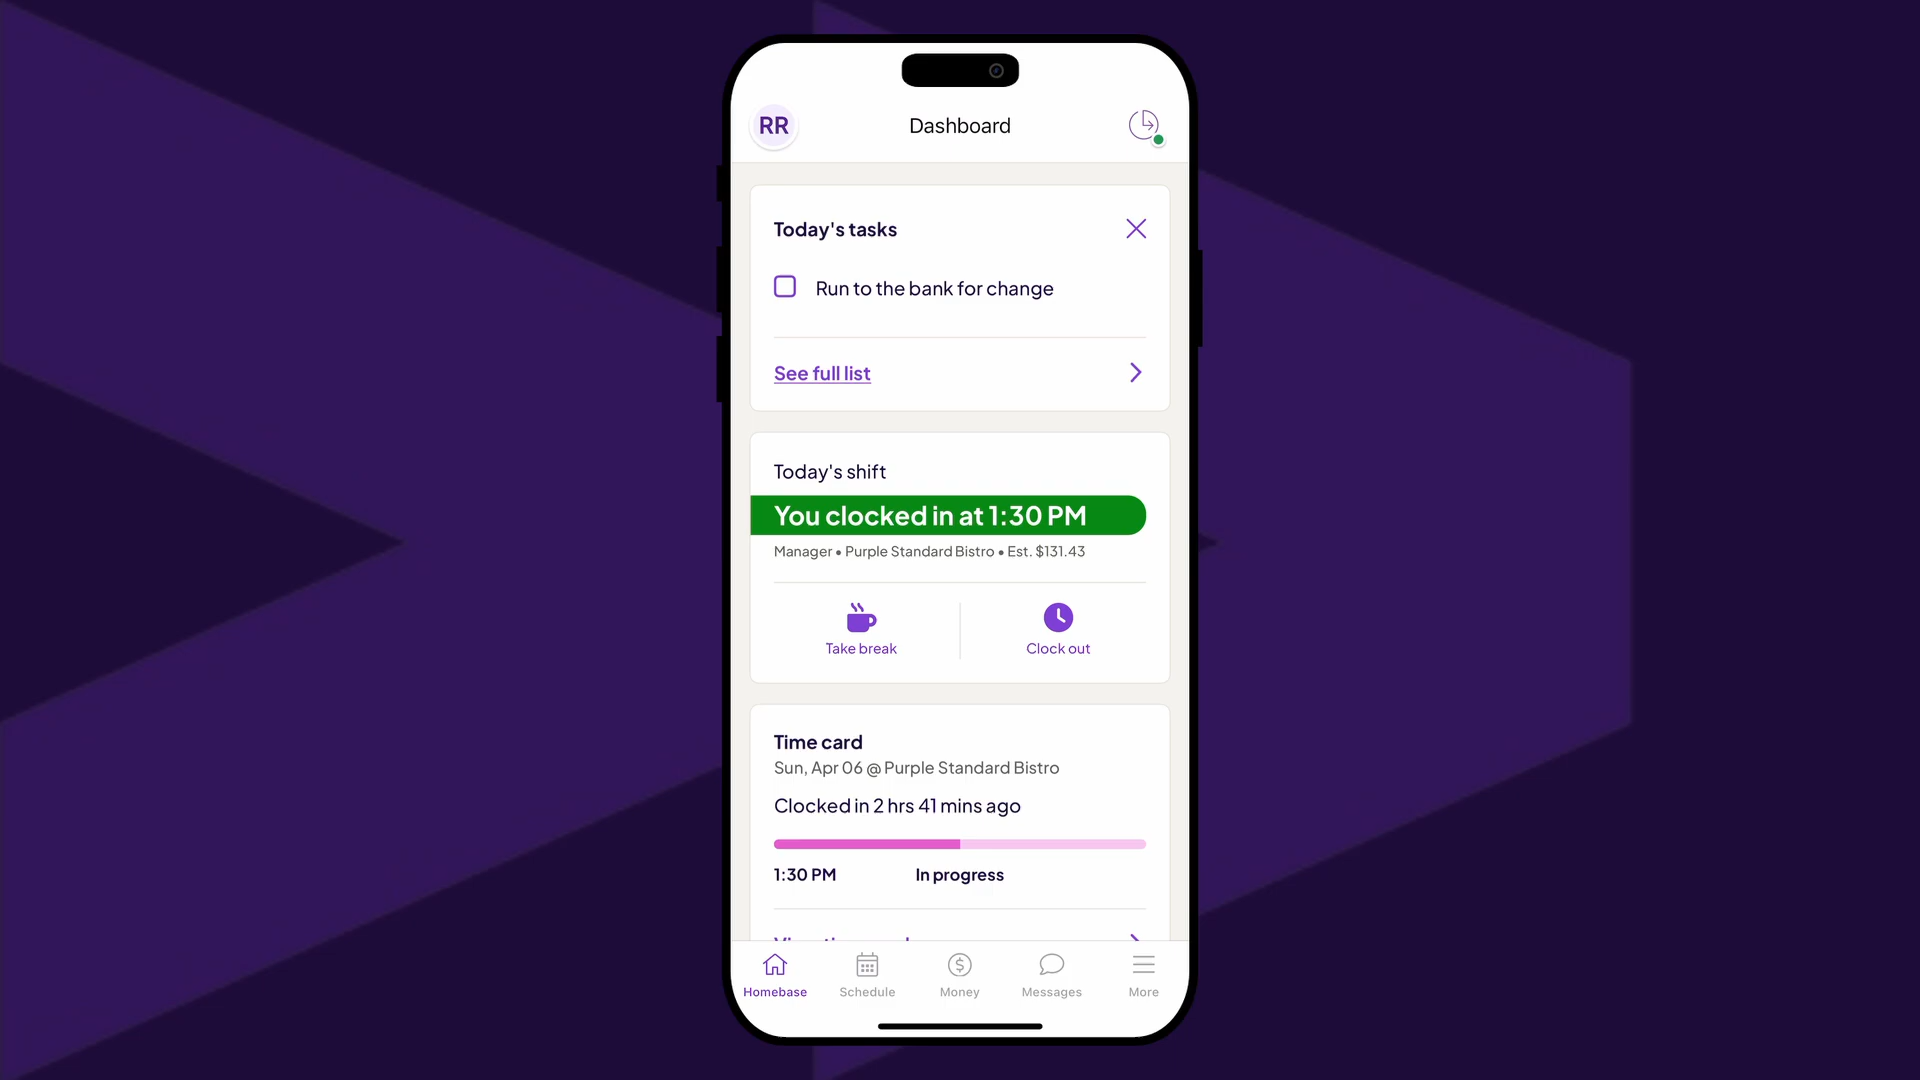 RR
Dashboard
Today's tasks
Run to the bank for change
See full list
Today's shift
You clocked in at 1:30 PM
Manager • Purple Standard Bistro • Est. $131.43
Take break
Clock out
Time card
Sun, Apr 06 @ Purple Standard Bistro
Clocked in 2 hrs 41 mins ago
1:30 PM
In progress
Homebase
Schedule
Money
Messages
More